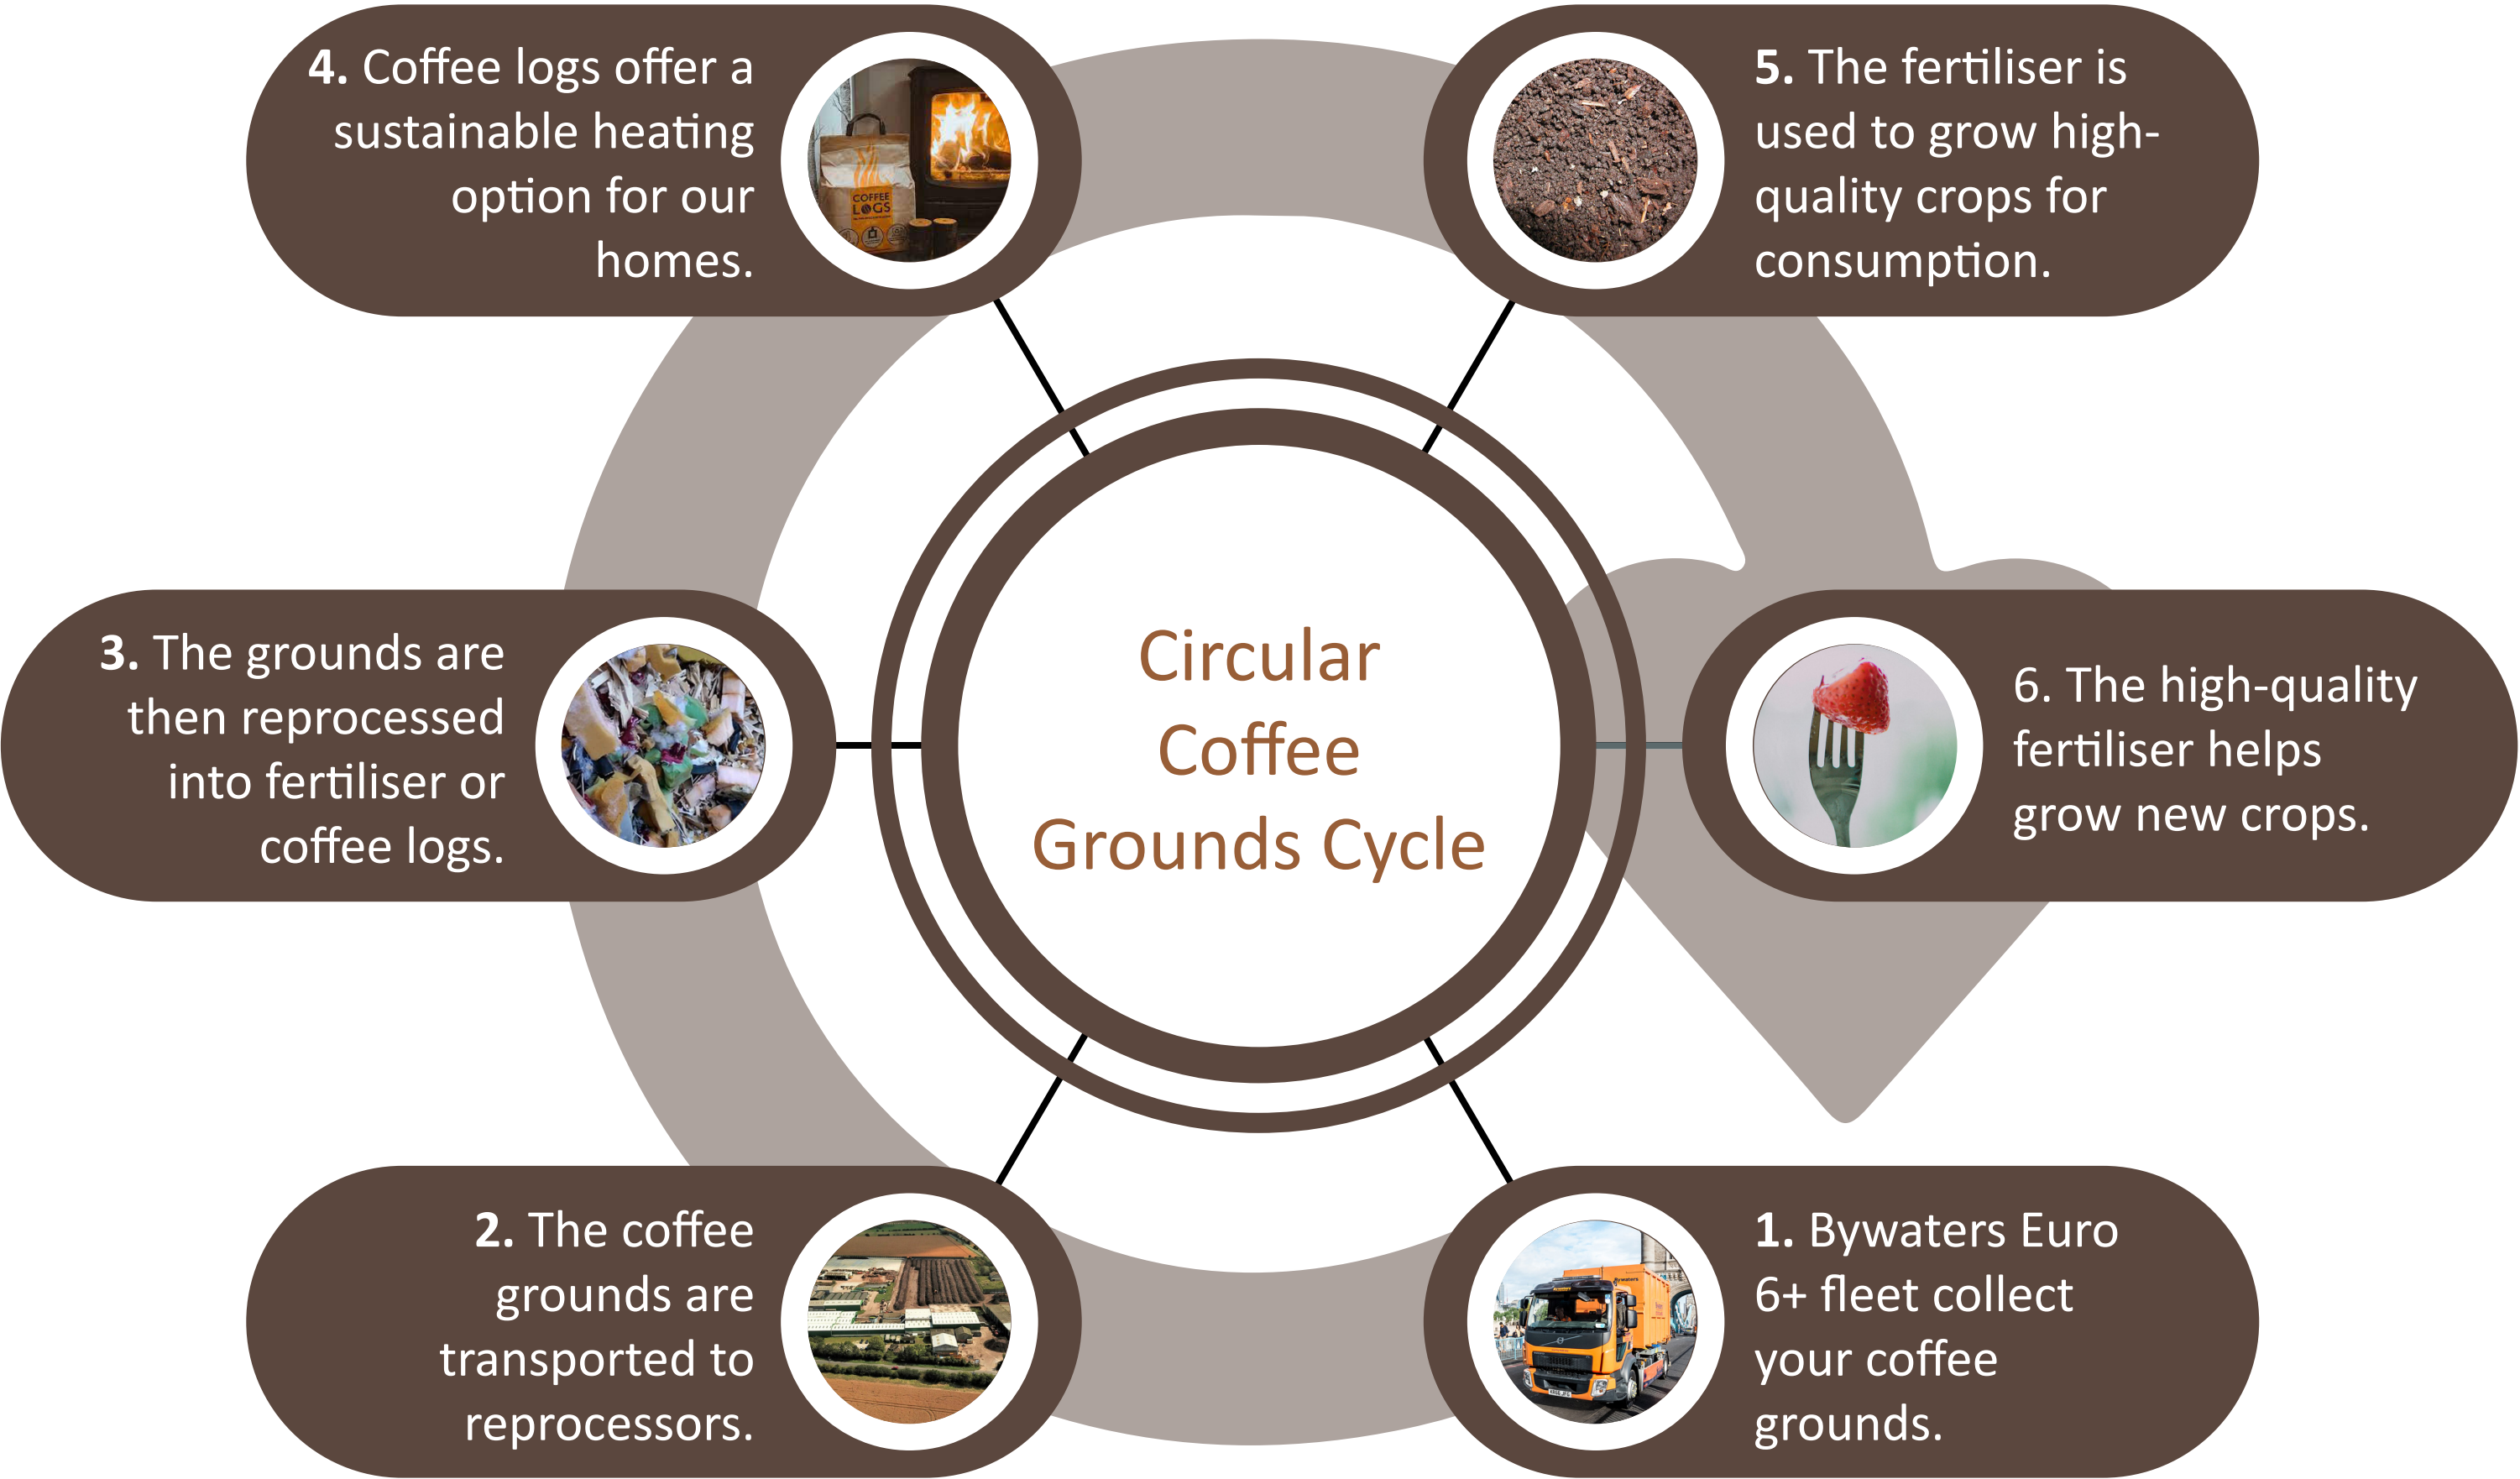 4. Coffee logs offer a
sustainable heating
option for our
homes.
COFFEE
LOGS
5. The fertiliser is
used to grow high-
quality crops for
consumption.
3. The grounds are
then reprocessed
into fertiliser or
coffee logs.
Circular
Coffee
Grounds Cycle
6. The high-quality
fertiliser helps
grow new crops.
2. The coffee
grounds are
transported to
reprocessors.
Bywaters
1. Bywaters Euro
6+ fleet collect
your coffee
grounds.